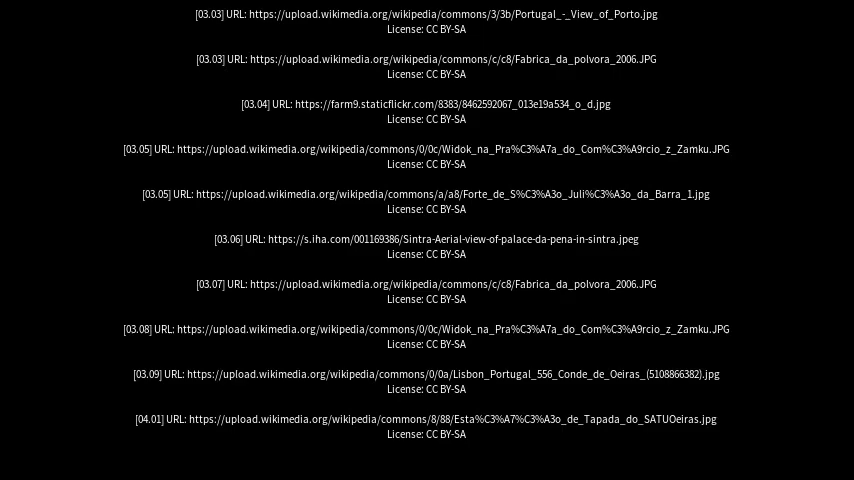 [03.03] URL: https://upload.wikimedia.org/wikipedia/commons/3/3b/Portugal_-_View_of_Porto.jpg
License: CC BY-SA
[03.03] URL: https://upload.wikimedia.org/wikipedia/commons/c/c8/Fabrica_da_polvora_2006.JPG
License: CC BY-SA
[03.04] URL: https://farm9.staticflickr.com/8383/8462592067_013e19a534_o_d.jpg
License: CC BY-SA
[03.05] URL: https://upload.wikimedia.org/wikipedia/commons/0/0c/Widok_na_Pra%C3%A7a_do_Com%C3%A9rcio_z_Zamku.JPG
License: CC BY-SA
[03.05] URL: https://upload.wikimedia.org/wikipedia/commons/a/a8/Forte_de_S%C3%A3o_Juli%C3%A3o_da_Barra_1.jpg
License: CC BY-SA
[03.06] URL: https://s.iha.com/001169386/Sintra-Aerial-view-of-palace-da-pena-in-sintra.jpeg
License: CC BY-SA
[03.07] URL: https://upload.wikimedia.org/wikipedia/commons/c/c8/Fabrica_da_polvora_2006.JPG
License: CC BY-SA
[03.08] URL: https://upload.wikimedia.org/wikipedia/commons/0/0c/Widok_na_Pra%C3%A7a_do_Com%C3%A9rcio_z_Zamku.JPG
License: CC BY-SA
[03.09] URL: https://upload.wikimedia.org/wikipedia/commons/0/0a/Lisbon_Portugal_556_Conde_de_Oeiras_(5108866382).jpg
License: CC BY-SA
[04.01] URL: https://upload.wikimedia.org/wikipedia/commons/8/88/Esta%C3%A7%C3%A3o_de_Tapada_do_SATUOeiras.jpg
License: CC BY-SA